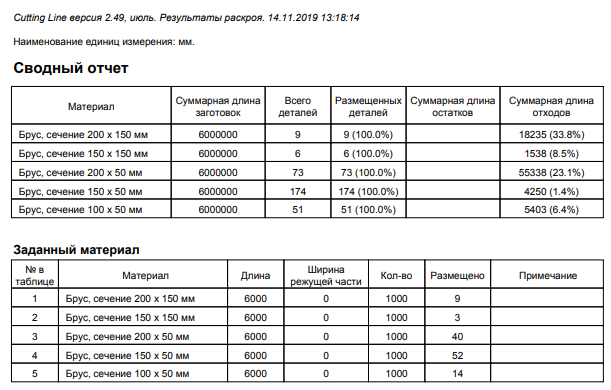 Cutting Line версия 2.49, июль. Результаты раскроя. 14.11.2019 13:18:14
Наименование единиц измерения: мм.
Сводный отчет
Материал Суммарная длина заготовок Всего деталей Размещенных деталей Суммарная длина остатков Суммарная длина отходов
Брус, сечение 200 x 150 мм 6000000 9 9 (100.0%) 18235 (33.8%)
Брус, сечение 150 x 150 мм 6000000 6 6 (100.0%) 1538 (8.5%)
Брус, сечение 200 x 50 мм 6000000 73 73 (100.0%) 55338 (23.1%)
Брус, сечение 150 x 50 мм 6000000 174 174 (100.0%) 4250 (1.4%)
Брус, сечение 100 x 50 мм 6000000 51 51 (100.0%) 5403 (6.4%)
Заданный материал
№ в таблице Материал Длина Ширина режущей части Кол-во Размещено Примечание
1 Брус, сечение 200 x 150 мм 6000 0 1000 9
2 Брус, сечение 150 x 150 мм 6000 0 1000 3
3 Брус, сечение 200 x 50 мм 6000 0 1000 40
4 Брус, сечение 150 x 50 мм 6000 0 1000 52
5 Брус, сечение 100 x 50 мм 6000 0 1000 14